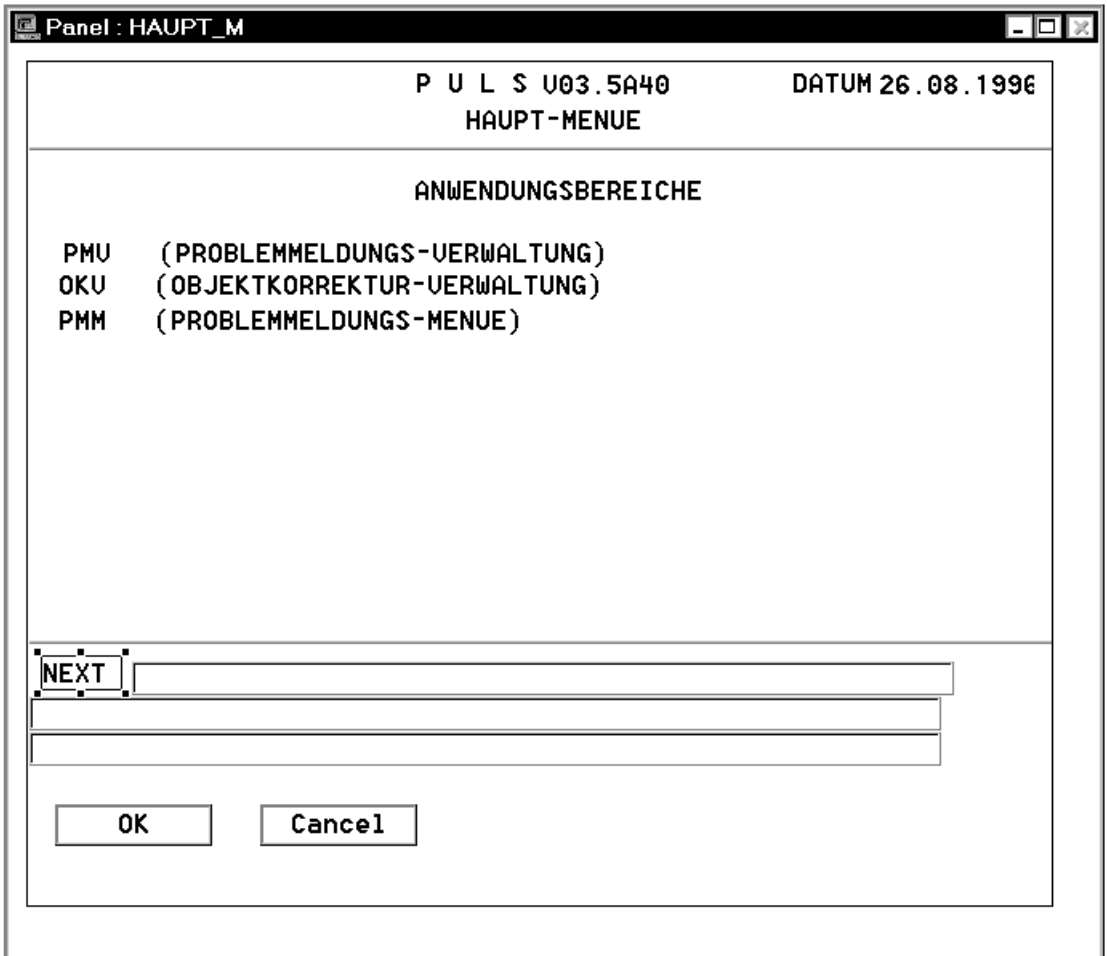 Panel : HAUPT_M
P U L S V03.5A40 DATUM 26.08.1996
HAUPT-MENUE
ANWENDUNGSBEREICHE
PMV (PROBLEMMELDUNGS-VERWALTUNG)
OKV (OBJEKTKORREKTUR-VERWALTUNG)
PMM (PROBLEMMELDUNGS-MENUE)
NEXT
OK Cancel